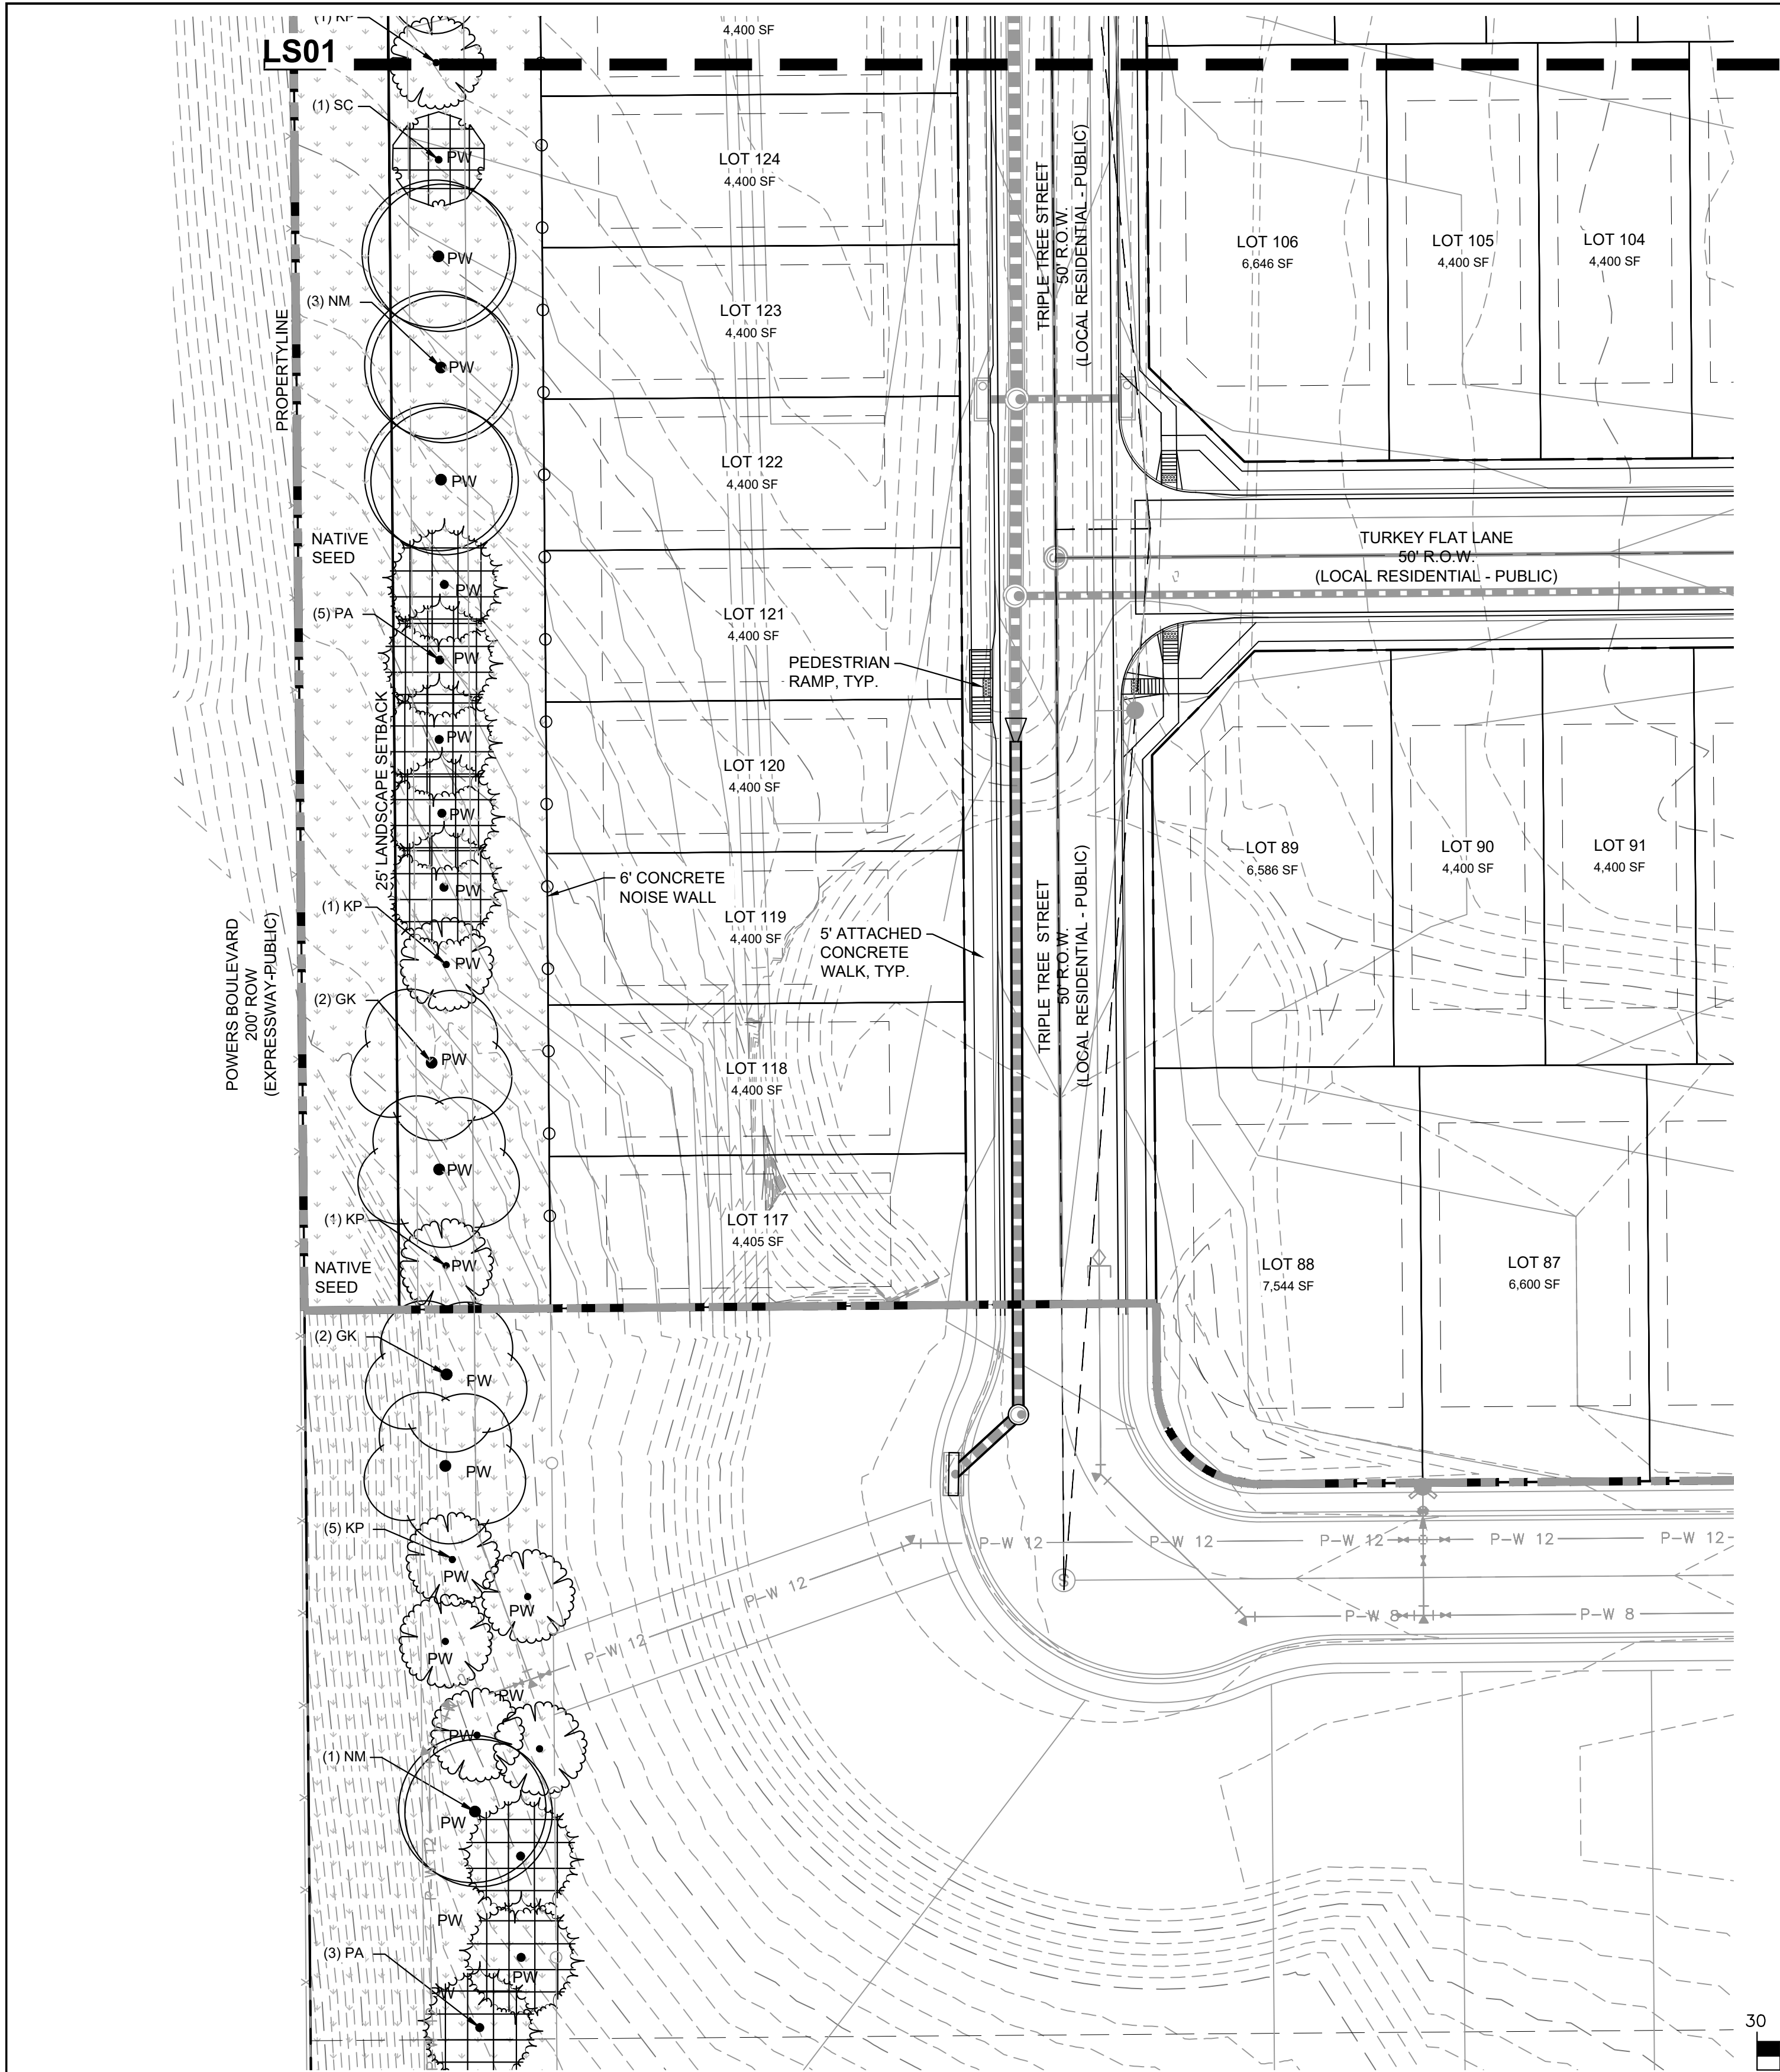 (1) KP
LS01
4,400 SF
(1) SC
PW
LOT 124
4,400 SF
TRIPLE TREE STREET
50' R.O.W.
(LOCAL RESIDENTIAL - PUBLIC)
LOT 106
6,646 SF
LOT 105
4,400 SF
LOT 104
4,400 SF
PW
(3) NM
PROPERTYLINE
LOT 123
4,400 SF
PW
LOT 122
4,400 SF
PW
NATIVE
SEED
TURKEY FLAT LANE
50' R.O.W.
(LOCAL RESIDENTIAL - PUBLIC)
PW
(5) PA
LOT 121
4,400 SF
PW
PEDESTRIAN
RAMP, TYP.
25' LANDSCAPE SETBACK
PW
LOT 120
4,400 SF
PW
LOT 89
6,586 SF
LOT 90
4,400 SF
LOT 91
4,400 SF
6' CONCRETE
NOISE WALL
PW
(1) KP
LOT 119
4,400 SF
5' ATTACHED
CONCRETE
WALK, TYP.
TRIPLE TREE STREET
50' R.O.W.
(LOCAL RESIDENTIAL - PUBLIC)
PW
POWERS BOULEVARD
200' ROW
(EXPRESSWAY-PUBLIC)
(2) GK
PW
LOT 118
4,400 SF
PW
(1) KP
LOT 117
4,405 SF
PW
NATIVE
SEED
LOT 88
7,544 SF
LOT 87
6,600 SF
(2) GK
PW
PW
(5) KP
PW
PW
P-W 12
P-W 12
P-W 12
P-W 12
P-W 12
P-W 12
P-W 12
S
P-W 8
P-W 8
PW
PW
PW
(1) NM
PW
PW
(3) PA
PW
PW
30